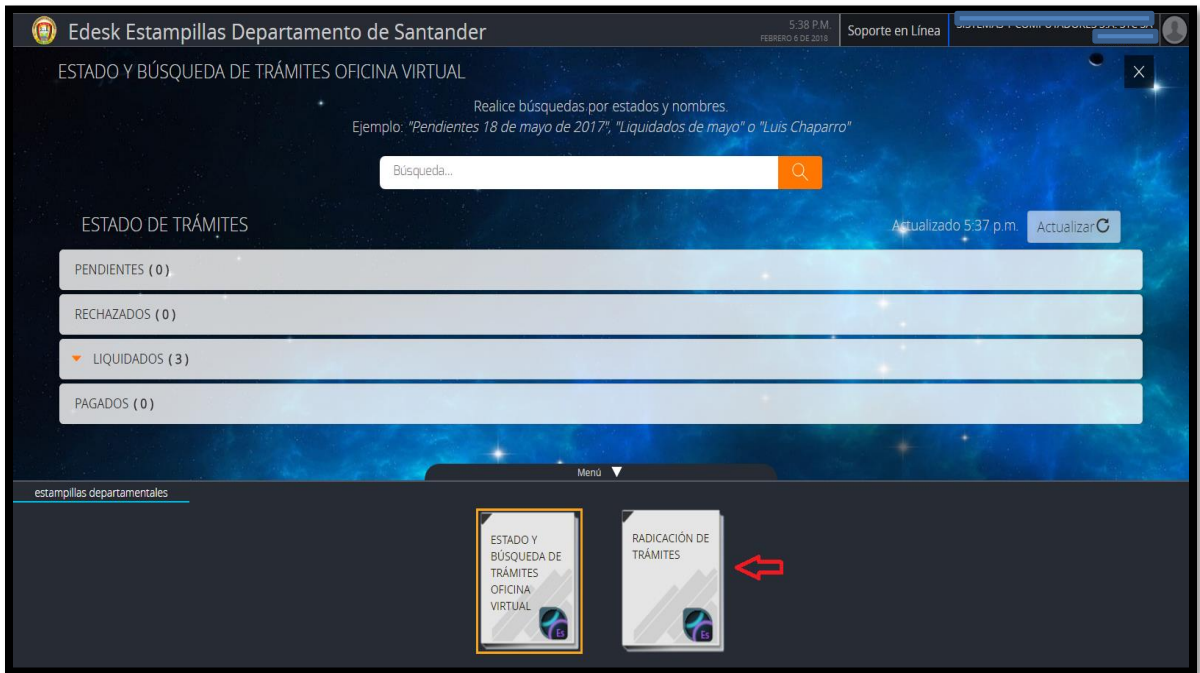 Edesk Estampillas Departamento de Santander
5:38 P.M.
FEBRERO 6 DE 2018
Soporte en Línea
ESTADO Y BÚSQUEDA DE TRÁMITES OFICINA VIRTUAL
Realice búsquedas por estados y nombres.
Ejemplo: "Pendientes 18 de mayo de 2017", "Liquidados de mayo" o "Luis Chaparro"
Búsqueda...
ESTADO DE TRÁMITES
Actualizado 5:37 p.m.
Actualizar
PENDIENTES (0)
RECHAZADOS (0)
LIQUIDADOS (3)
PAGADOS (0)
Menú
estampillas departamentales
ESTADO Y
BÚSQUEDA DE
TRÁMITES
OFICINA
VIRTUAL
Es
RADICACIÓN DE
TRÁMITES
Es